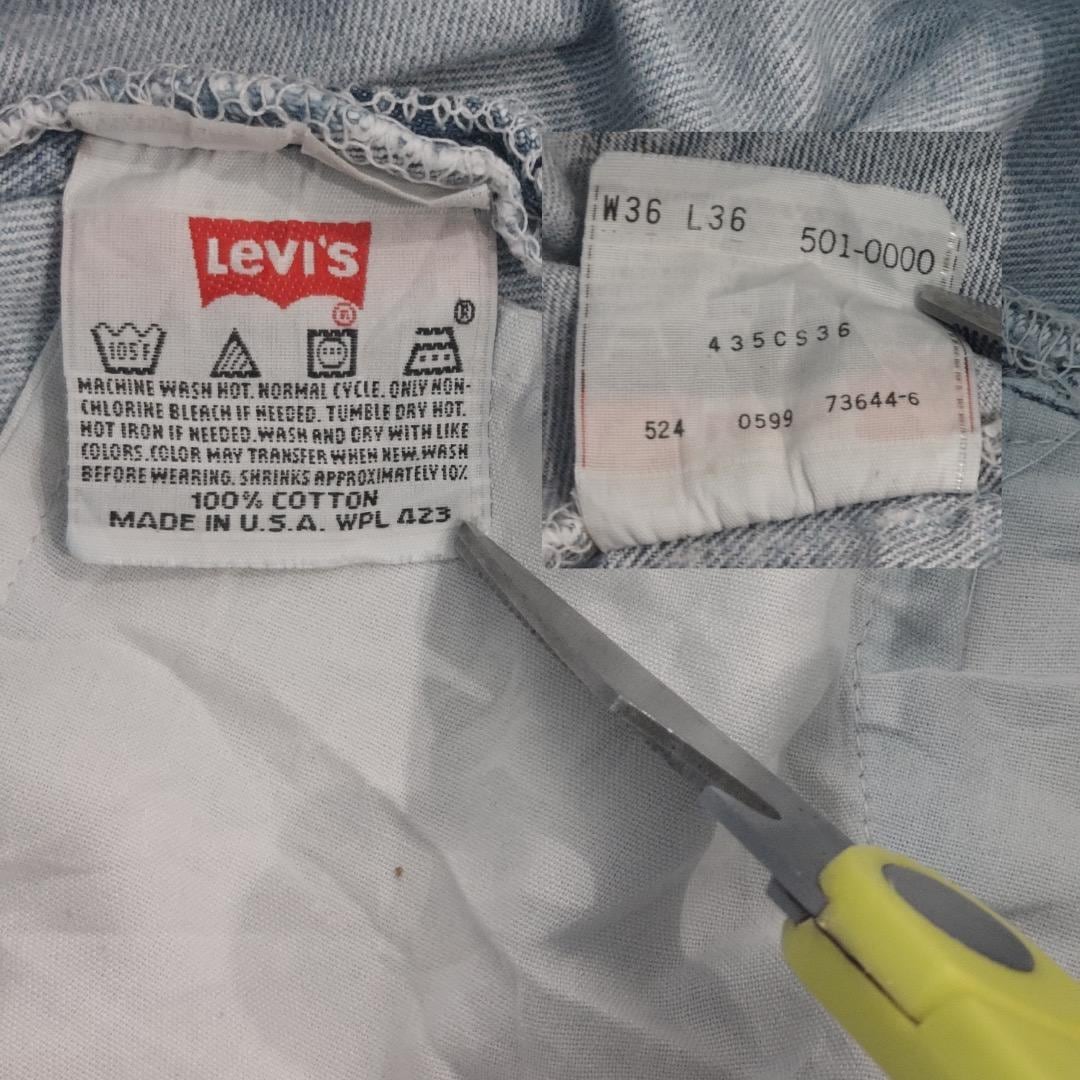 Levi's
®
®
105F
MACHINE WASH HOT. NORMAL CYCLE. ONLY NON-
CHLORINE BLEACH IF NEEDED. TUMBLE DRY HOT.
HOT IRON IF NEEDED. WASH AND DRY WITH LIKE
COLORS. COLOR MAY TRANSFER WHEN NEW. WASH
BEFORE WEARING. SHRINKS APPROXIMATELY 10%
100% COTTON
MADE IN U.S.A. WPL 423
W36 L36 501-0000
435CS36
524 0599 73644-6